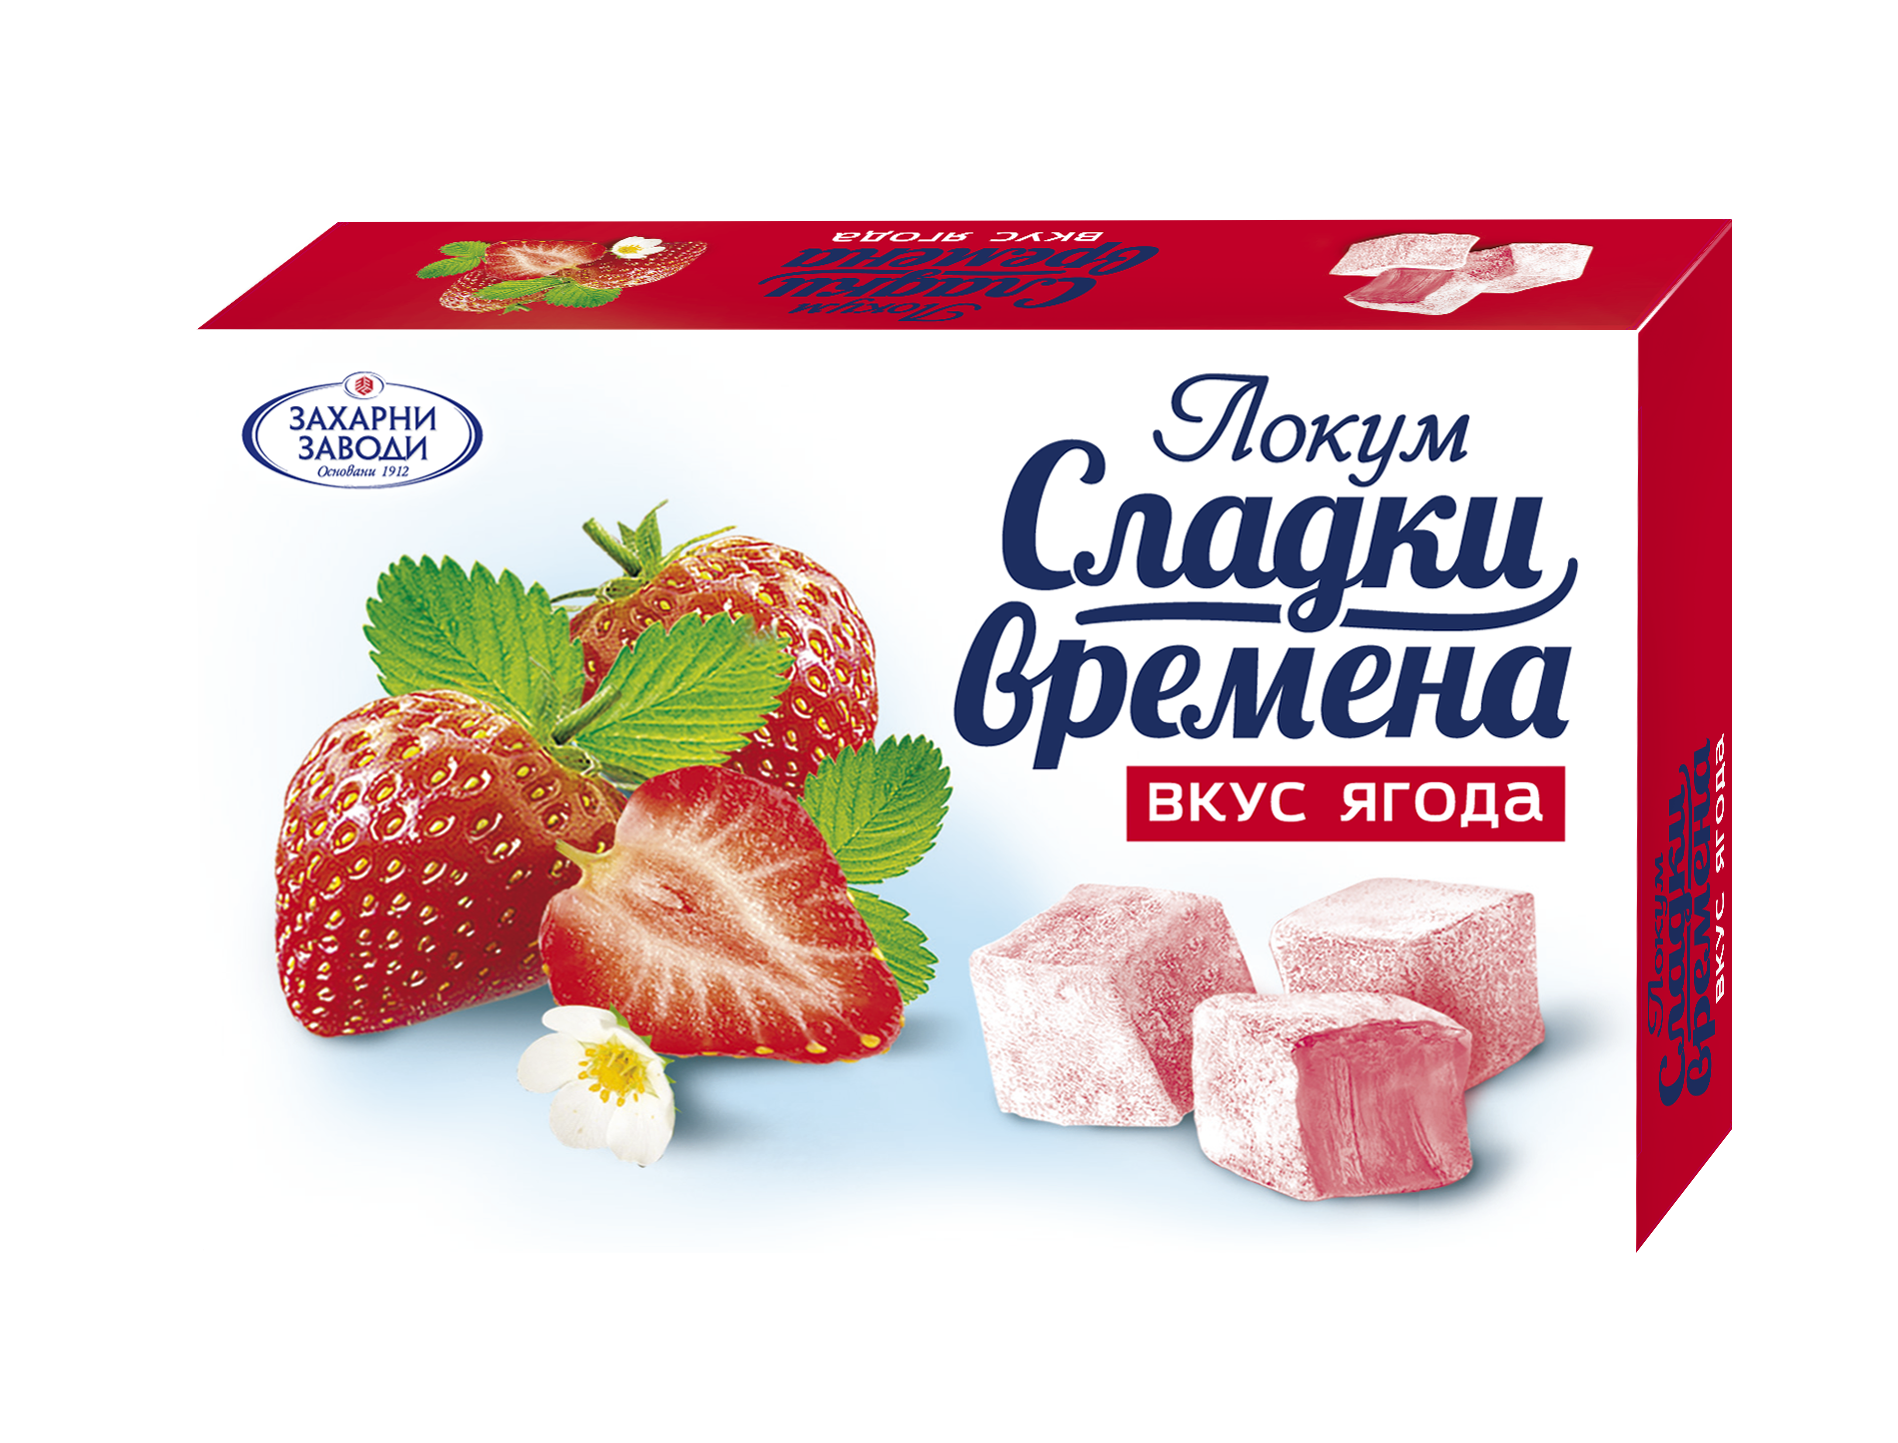 вкус ягода
времена
Сладки
Локум
ЗАХАРНИ
ЗАВОДИ
Основани 1912
Локум
Сладки
времена
вкус ягода
Локум
Сладки
времена
вкус ягода